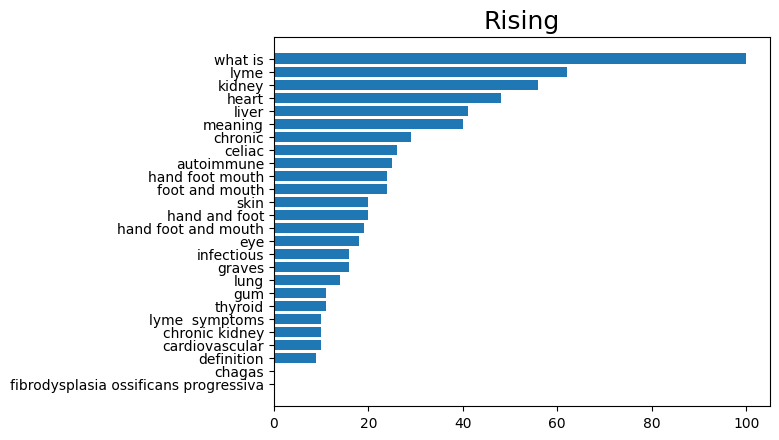 Rising
what is
lyme
kidney
heart
liver
meaning
chronic
celiac
autoimmune
hand foot mouth
foot and mouth
skin
hand and foot
hand foot and mouth
eye
infectious
graves
lung
gum
thyroid
lyme  symptoms
chronic kidney
cardiovascular
definition
chagas
fibrodysplasia ossificans progressiva
0 20 40 60 80 100